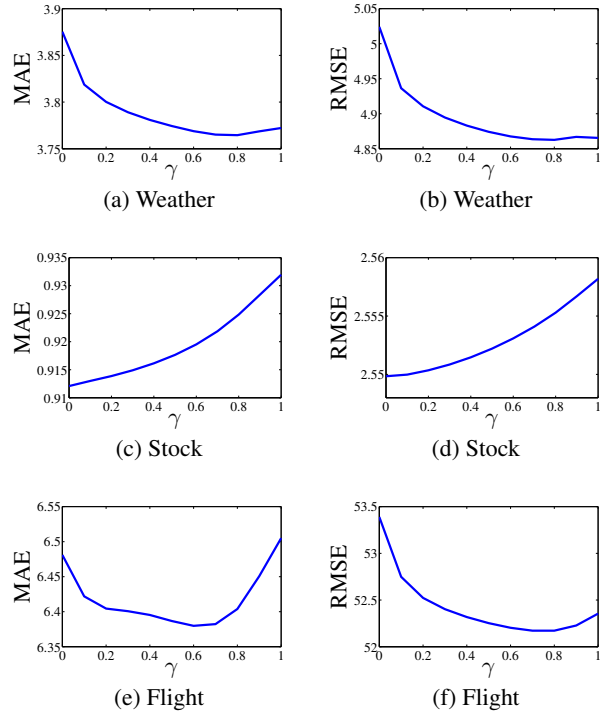 3.9
3.85
3.8
3.75
MAE
0 0.2 0.4 0.6 0.8 1
γ
(a) Weather
5.05
5
4.95
4.9
4.85
RMSE
0 0.2 0.4 0.6 0.8 1
γ
(b) Weather
0.935
0.93
0.925
0.92
0.915
0.91
MAE
0 0.2 0.4 0.6 0.8 1
γ
(c) Stock
2.56
2.555
2.55
RMSE
0 0.2 0.4 0.6 0.8 1
γ
(d) Stock
6.55
6.5
6.45
6.4
6.35
MAE
0 0.2 0.4 0.6 0.8 1
γ
(e) Flight
53.5
53
52.5
52
RMSE
0 0.2 0.4 0.6 0.8 1
γ
(f) Flight